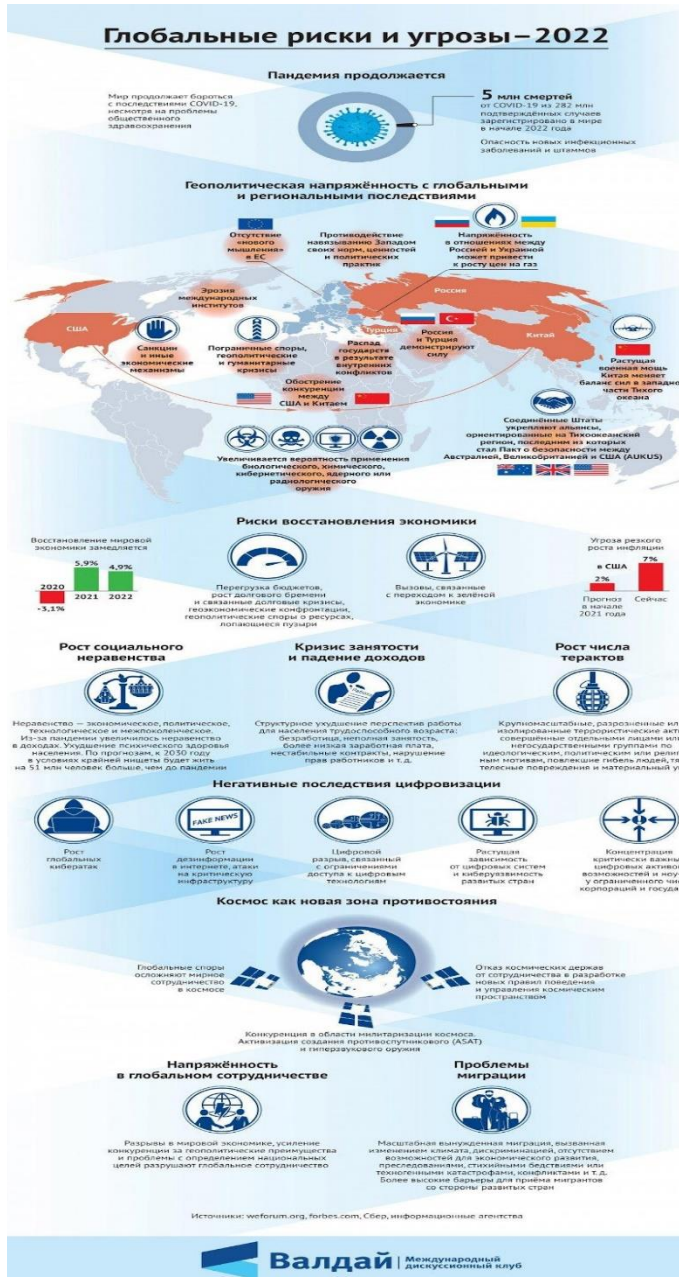 Глобальные риски и угрозы–2022
Пандемия продолжается
Мир продолжает бороться
с последствиями COVID-19,
несмотря на проблемы
общественного
здравоохранения
5 млн смертей
от COVID-19 из 282 млн
подтверждённых случаев
зарегистрировано в мире
в начале 2022 года
Опасность новых инфекционных
заболеваний и штаммов
Геополитическая напряжённость с глобальными
и региональными последствиями
Отсутствие
«нового
мышления»
в ЕС
Противодействие
навязыванию Западом
своих норм, ценностей
и политических
практик
Напряжённость
в отношениях между
Россией и Украиной
может привести
к росту цен на газ
Эрозия
международных
институтов
Россия
США
Санкции
и иные
экономические
механизмы
Пограничные споры,
геополитические
и гуманитарные
кризисы
Распад
государств
в результате
внутренних
конфликтов
Турция
Россия
и Турция
демонстрируют
силу
Китай
Растущая
военная мощь
Китая меняет
баланс сил в западно
части Тихого
океана
Обострение
конкуренции
между
США и Китаем
Соединённые Штаты
укрепляют альянсы,
ориентированные на Тихоокеанский
регион, последним из которых
стал Пакт о безопасности между
Австралией, Великобританией и США (AUKUS)
Увеличивается вероятность применения
биологического, химического,
кибернетического, ядерного или
радиологического
оружия
Риски восстановления экономики
Восстановление мировой
экономики замедляется
2020
-3,1%
5,9%
2021
4,9%
2022
Перегрузка бюджетов,
рост долгового бремени
и связанные долговые кризисы,
геоэкономические конфронтации,
геополитические споры о ресурсах,
лопающиеся пузыри
Вызовы, связанные
с переходом к зелёной
экономике
Угроза резкого
роста инфляции
в США
2%
Прогноз
в начале
2021 года
7%
Сейчас
Рост социального
неравенства
Неравенство — экономическое, политическое,
технологическое и межпоколенческое.
Из-за пандемии увеличилось неравенство
в доходах. Ухудшение психического здоровья
населения. По прогнозам, к 2030 году
в условиях крайней нищеты будет жить
на 51 млн человек больше, чем до пандемии
Кризис занятости
и падение доходов
Структурное ухудшение перспектив работы
для населения трудоспособного возраста:
безработица, неполная занятость,
более низкая заработная плата,
нестабильные контракты, нарушение
прав работников и т. д.
Рост числа
терактов
Крупномасштабные, разрозненные ил
изолированные террористические акт
совершённые отдельными лицами или
негосударственными группами по
идеологическим, политическим или религи
ным мотивам, повлекшие гибель людей, тя
телесные повреждения и материальный у
Негативные последствия цифровизации
Рост
глобальных
кибератак
FAKE NEWS
Рост
дезинформации
в интернете, атаки
на критическую
инфраструктуру
Цифровой
разрыв, связанный
с ограничениями
доступа к цифровым
технологиям
Растущая
зависимость
от цифровых систем
и киберуязвимость
развитых стран
Концентрация
критически важны
цифровых активо
возможностей и ноу
у ограниченного чи
корпораций и государ
Космос как новая зона противостояния
Глобальные споры
осложняют мирное
сотрудничество
в космосе
Отказ космических держав
от сотрудничества в разработке
новых правил поведения
и управления космическим
пространством
Конкуренция в области милитаризации космоса.
Активизация создания противоспутникового (ASAT)
и гиперзвукового оружия
Напряжённость
в глобальном сотрудничестве
Разрывы в мировой экономике, усиление
конкуренции за геополитические преимущества
и проблемы с определением национальных
целей разрушают глобальное сотрудничество
Проблемы
миграции
Масштабная вынужденная миграция, вызванная
изменением климата, дискриминацией, отсутствием
возможностей для экономического развития,
преследованиями, стихийными бедствиями или
техногенными катастрофами, конфликтами и т. д.
Более высокие барьеры для приёма мигрантов
со стороны развитых стран
Источники: weforum.org, forbes.com, Сбер, информационные агентства
Валдай
Международный
дискуссионный клуб